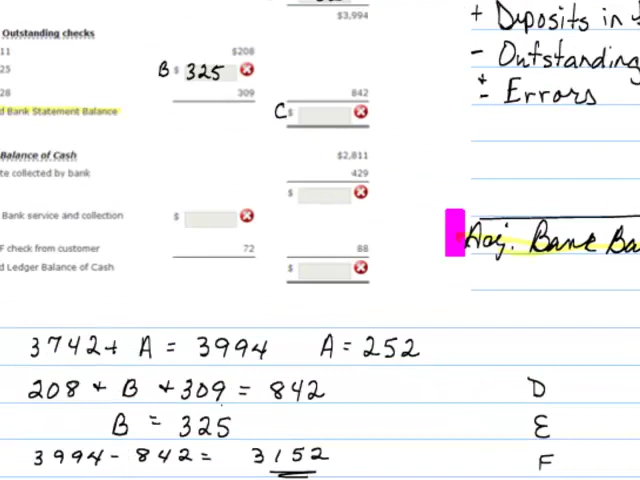 $3,994
Outstanding checks
11 $208
25 B $ 325
28 309 842
d Bank Statement Balance C $
Balance of Cash $2,811
te collected by bank 429
$
Bank service and collection $
F check from customer 72 88
d Ledger Balance of Cash $
+ Deposits in
- Outstanding
± Errors
Adj. Bank Ba
3742 + A = 3994 A = 252
208 + B + 309 = 842 D
B = 325 E
3994 - 842 = 3152 F